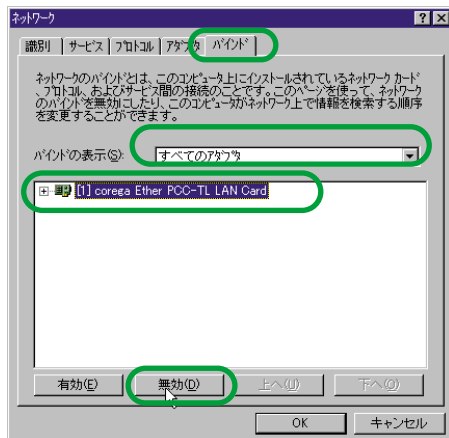 ネットワーク
識別 サービス プロトコル アダプタ バインド
ネットワークのバインドとは、このコンピュータ上にインストールされているネットワーク カード
、プロトコル、およびサービス間の接続のことです。このページを使って、ネットワーク
のバインドを無効にしたり、このコンピュータがネットワーク上で情報を検索する順序
を変更することができます。
バインドの表示(S): すべてのアダプタ
[1] corega Ether PCC-TL LAN Card
有効(E) 無効(D) 上へ(U) 下へ(O)
OK キャンセル